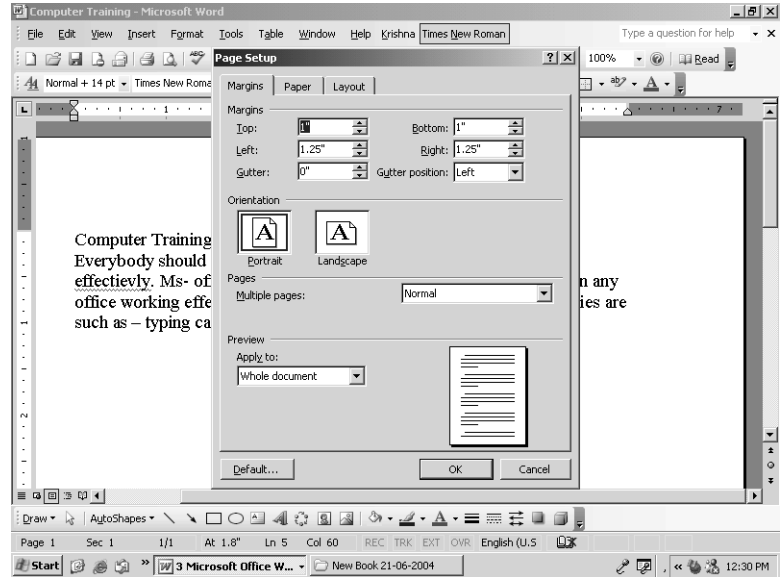 Computer Training - Microsoft Word
File Edit View Insert Format Tools Table Window Help Krishna Times New Roman Type a question for help
100% Read
Normal + 14 pt Times New Roma
1 7
Page Setup
Margins Paper Layout
Margins
Top: 1" Bottom: 1"
Left: 1.25" Right: 1.25"
Gutter: 0" Gutter position: Left
Orientation
Portrait Landscape
Pages
Multiple pages: Normal
Preview
Apply to:
Whole document
Default... OK Cancel
Computer Training
Everybody should
effectievly. Ms- of n any
office working effe ies are
such as – typing ca
Draw AutoShapes
Page 1 Sec 1 1/1 At 1.8" Ln 5 Col 60 REC TRK EXT OVR English (U.S
Start » 3 Microsoft Office W... New Book 21-06-2004 « 12:30 PM